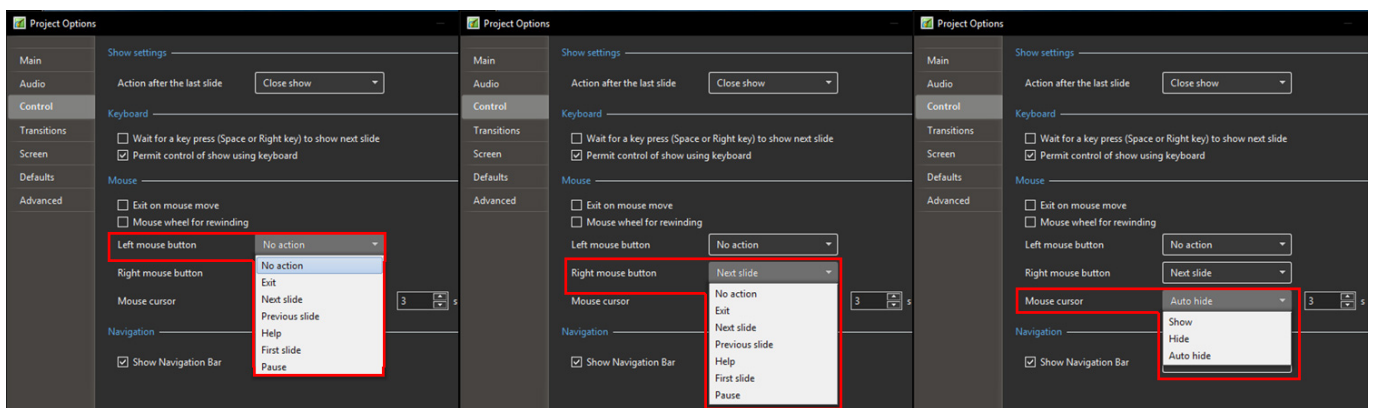 Project Options
Main
Audio
Control
Transitions
Screen
Defaults
Advanced
Show settings
Action after the last slide Close show
Keyboard
Wait for a key press (Space or Right key) to show next slide
Permit control of show using keyboard
Mouse
Exit on mouse move
Mouse wheel for rewinding
Left mouse button No action
No action
Exit
Next slide
Previous slide
Help
First slide
Pause
Right mouse button
Mouse cursor 3 s
Navigation
Show Navigation Bar
Project Options
Main
Audio
Control
Transitions
Screen
Defaults
Advanced
Show settings
Action after the last slide Close show
Keyboard
Wait for a key press (Space or Right key) to show next slide
Permit control of show using keyboard
Mouse
Exit on mouse move
Mouse wheel for rewinding
Left mouse button No action
Right mouse button Next slide
No action
Exit
Next slide
Previous slide
Help
First slide
Pause
Mouse cursor 3 s
Navigation
Show Navigation Bar
Project Options
Main
Audio
Control
Transitions
Screen
Defaults
Advanced
Show settings
Action after the last slide Close show
Keyboard
Wait for a key press (Space or Right key) to show next slide
Permit control of show using keyboard
Mouse
Exit on mouse move
Mouse wheel for rewinding
Left mouse button No action
Right mouse button Next slide
Mouse cursor Auto hide 3 s
Show
Hide
Auto hide
Navigation
Show Navigation Bar